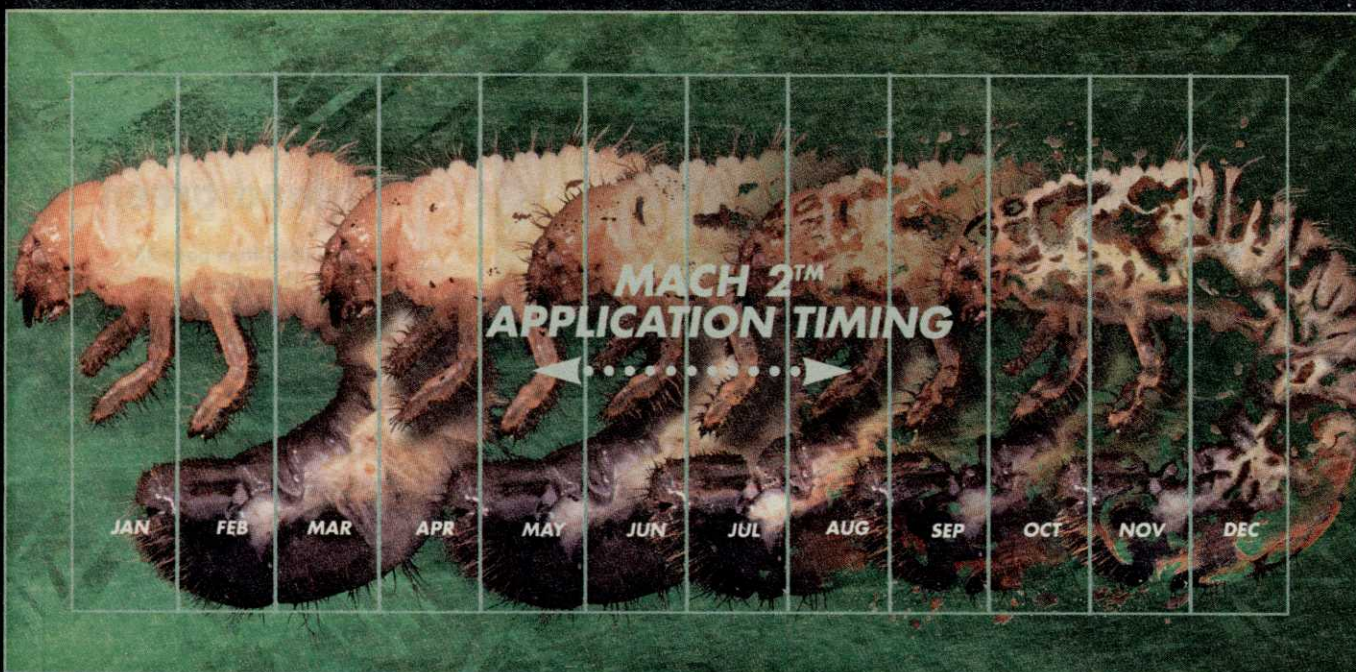 MACH 2™
APPLICATION TIMING
JAN FEB MAR APR MAY JUN JUL AUG SEP OCT NOV DEC